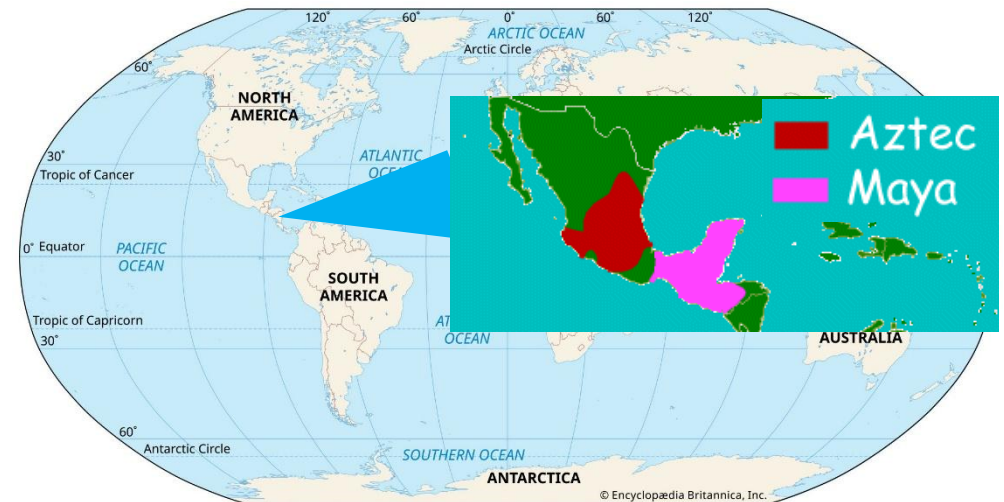 120°
60°
0°
60°
120°
ARCTIC OCEAN
Arctic Circle
60°
NORTH
AMERICA
Aztec
Maya
ATLANTIC
30°
Tropic of Cancer
0° Equator
PACIFIC
OCEAN
SOUTH
AMERICA
Tropic of Capricorn
30°
OCEAN
AUSTRALIA
60°
Antarctic Circle
SOUTHERN OCEAN
ANTARCTICA
© Encyclopædia Britannica, Inc.